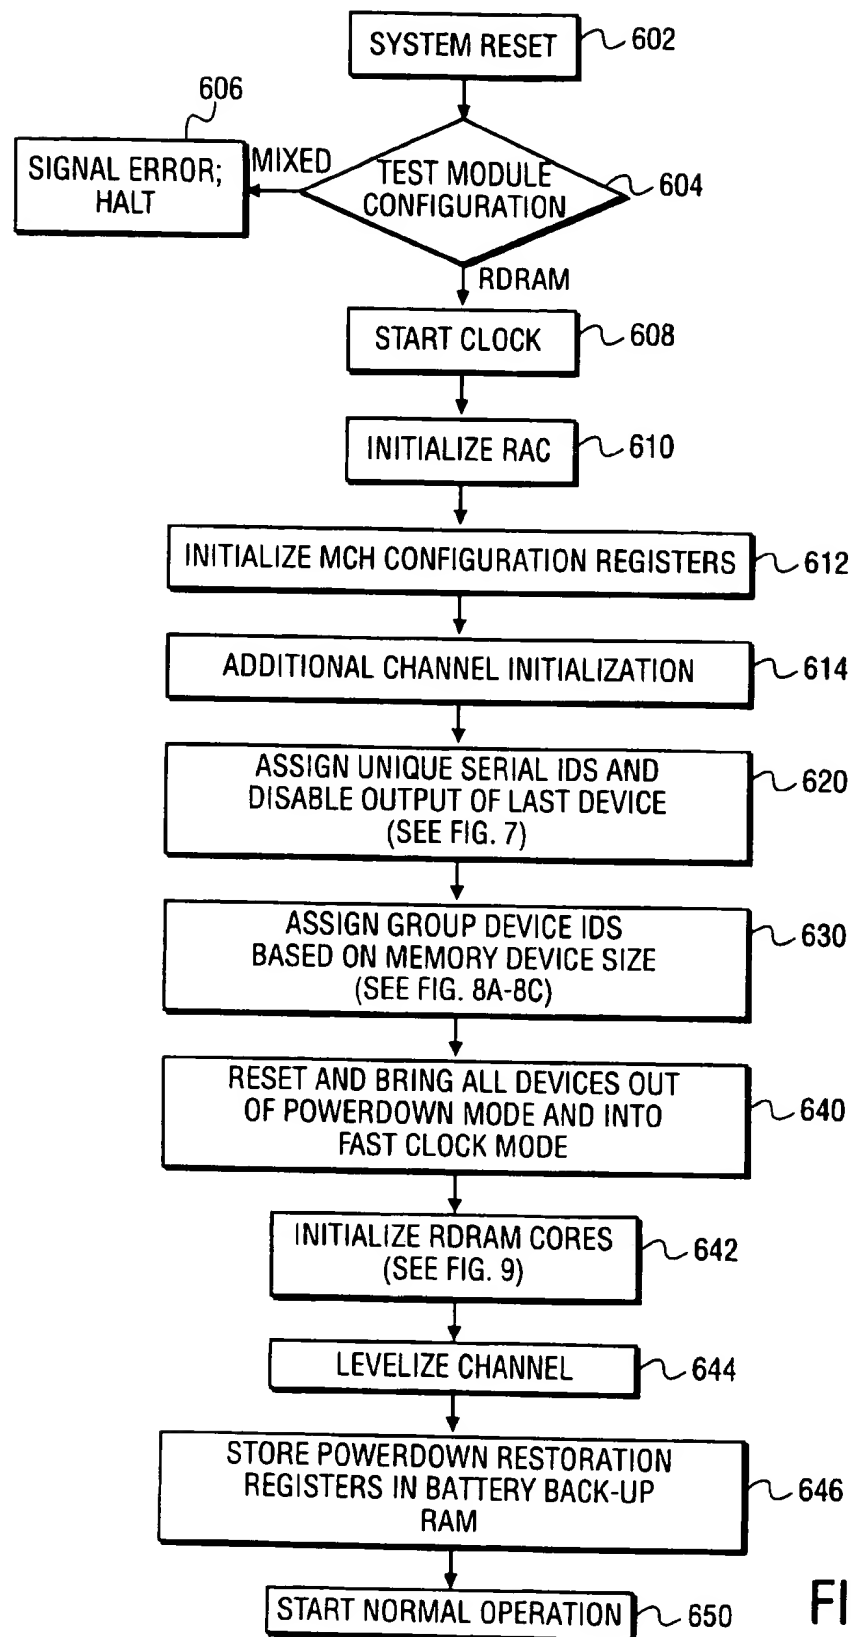 SYSTEM RESET
602
606
SIGNAL ERROR;
HALT
MIXED
TEST MODULE
CONFIGURATION
604
RDRAM
START CLOCK
608
INITIALIZE RAC
610
INITIALIZE MCH CONFIGURATION REGISTERS
612
ADDITIONAL CHANNEL INITIALIZATION
614
ASSIGN UNIQUE SERIAL IDS AND
DISABLE OUTPUT OF LAST DEVICE
(SEE FIG. 7)
620
ASSIGN GROUP DEVICE IDS
BASED ON MEMORY DEVICE SIZE
(SEE FIG. 8A-8C)
630
RESET AND BRING ALL DEVICES OUT
OF POWERDOWN MODE AND INTO
FAST CLOCK MODE
640
INITIALIZE RDRAM CORES
(SEE FIG. 9)
642
LEVELIZE CHANNEL
644
STORE POWERDOWN RESTORATION
REGISTERS IN BATTERY BACK-UP
RAM
646
START NORMAL OPERATION
650
FI